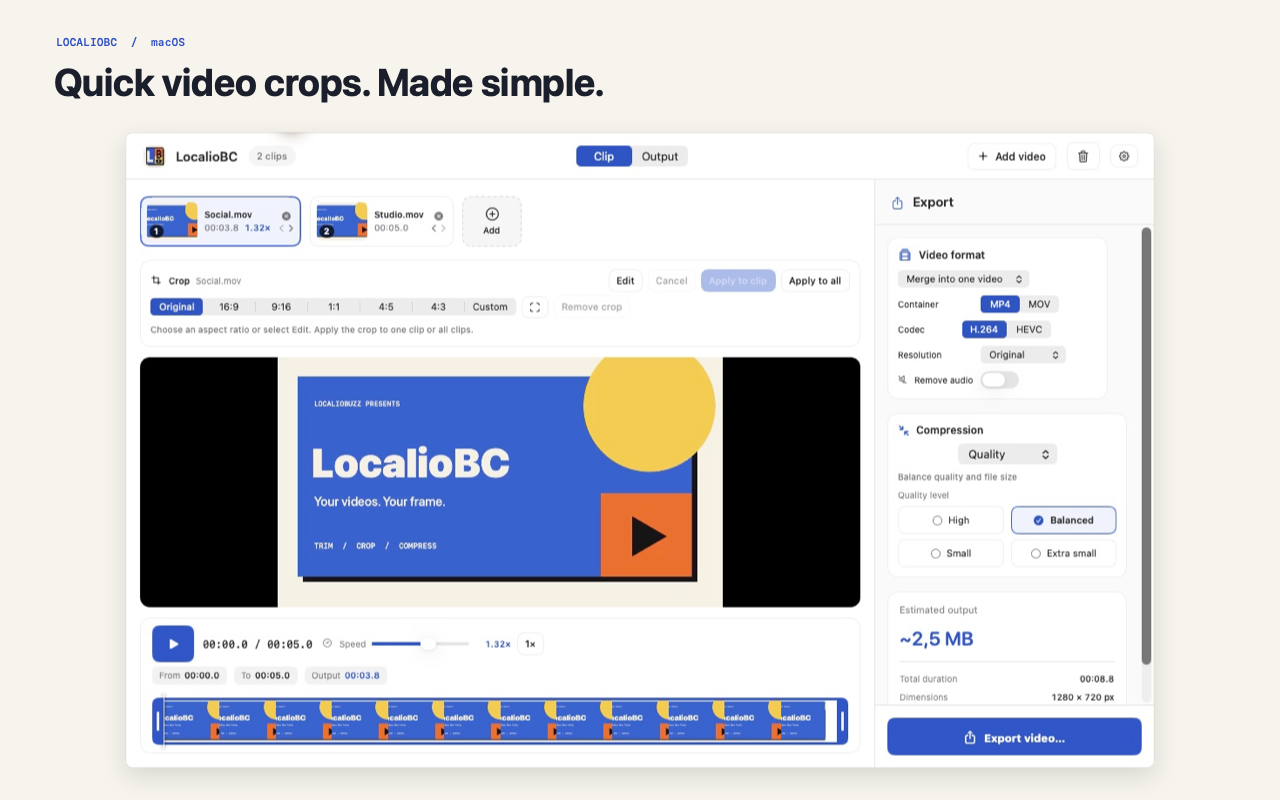 LOCALIOBC / macOS
Quick video crops. Made simple.
LocalioBC 2 clips
Clip Output
Add video
Social.mov
00:03.8 1.32×
1
Studio.mov
00:05.0
2
Add
Crop Social.mov
Edit Cancel Apply to clip Apply to all
Original 16:9 9:16 1:1 4:5 4:3 Custom Remove crop
Choose an aspect ratio or select Edit. Apply the crop to one clip or all clips.
LOCALIOBUZZ PRESENTS
LocalioBC
Your videos. Your frame.
TRIM / CROP / COMPRESS
00:00.0 / 00:05.0 Speed 1.32× 1×
From 00:00.0 To 00:05.0 Output 00:03.8
Export
Video format
Merge into one video
Container MP4 MOV
Codec H.264 HEVC
Resolution Original
Remove audio
Compression
Quality
Balance quality and file size
Quality level
High Balanced
Small Extra small
Estimated output
~2,5 MB
Total duration 00:08.8
Dimensions 1280 × 720 px
Export video...